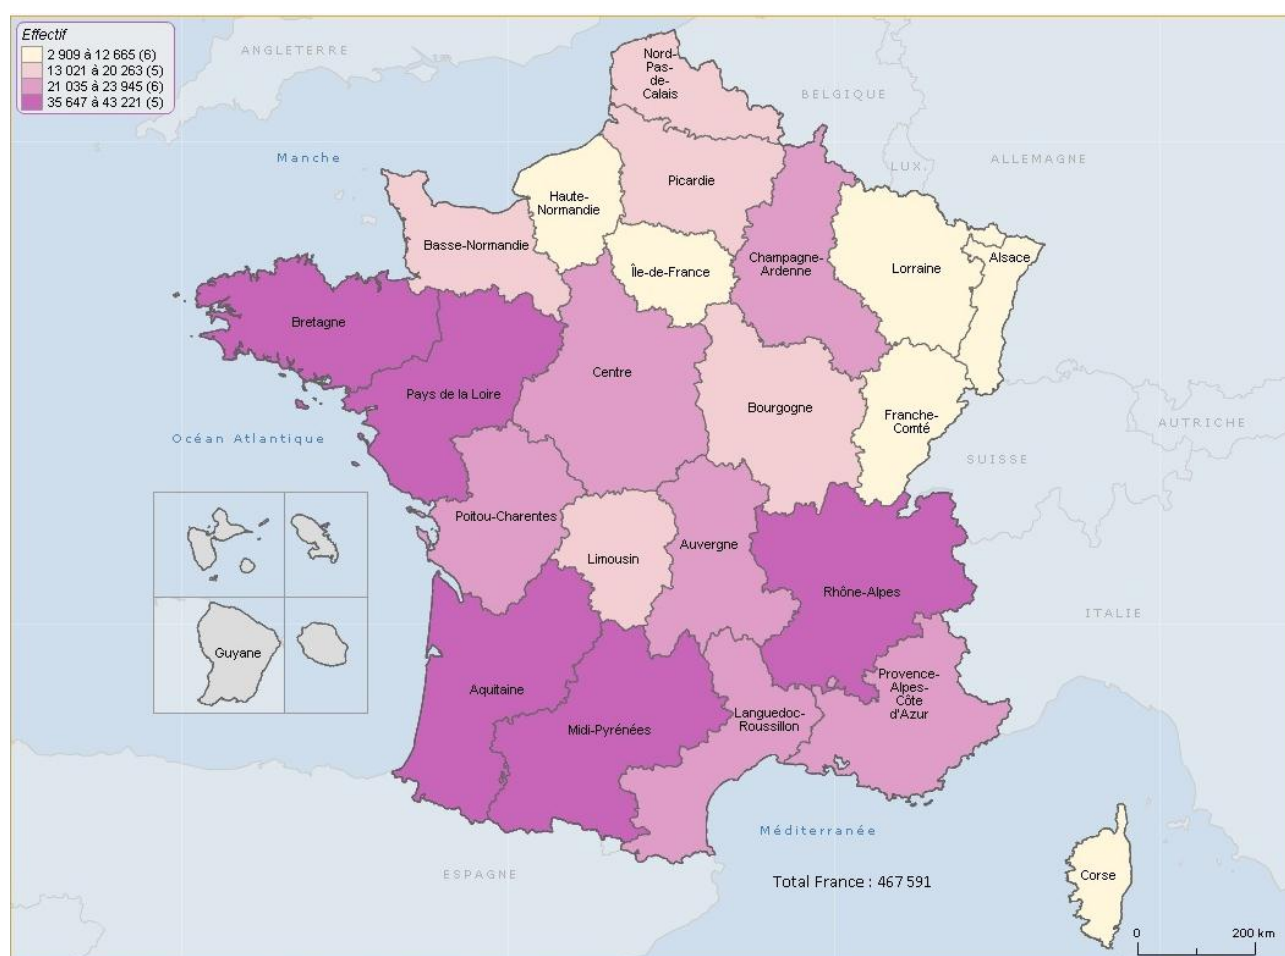 Effectif
2 909 à 12 665 (6)
13 021 à 20 263 (5)
21 035 à 23 945 (6)
35 647 à 43 221 (5)
ANGLETERRE
Nord-
Pas-
de-
Calais
BELGIQUE
Manche
ALLEMAGNE
LUX.
Picardie
Haute-
Normandie
Basse-Normandie
Île-de-France
Champagne-
Ardenne
Lorraine
Alsace
Bretagne
Centre
Pays de la Loire
Bourgogne
Franche-
Comté
AUTRICHE
Océan Atlantique
SUISSE
Poitou-Charentes
Limousin
Auvergne
Rhône-Alpes
ITALIE
Guyane
Aquitaine
Provence-
Alpes-
Côte
d'Azur
Languedoc-
Roussillon
Midi-Pyrénées
Méditerranée
ESPAGNE
Total France : 467 591
Corse
0 200 km